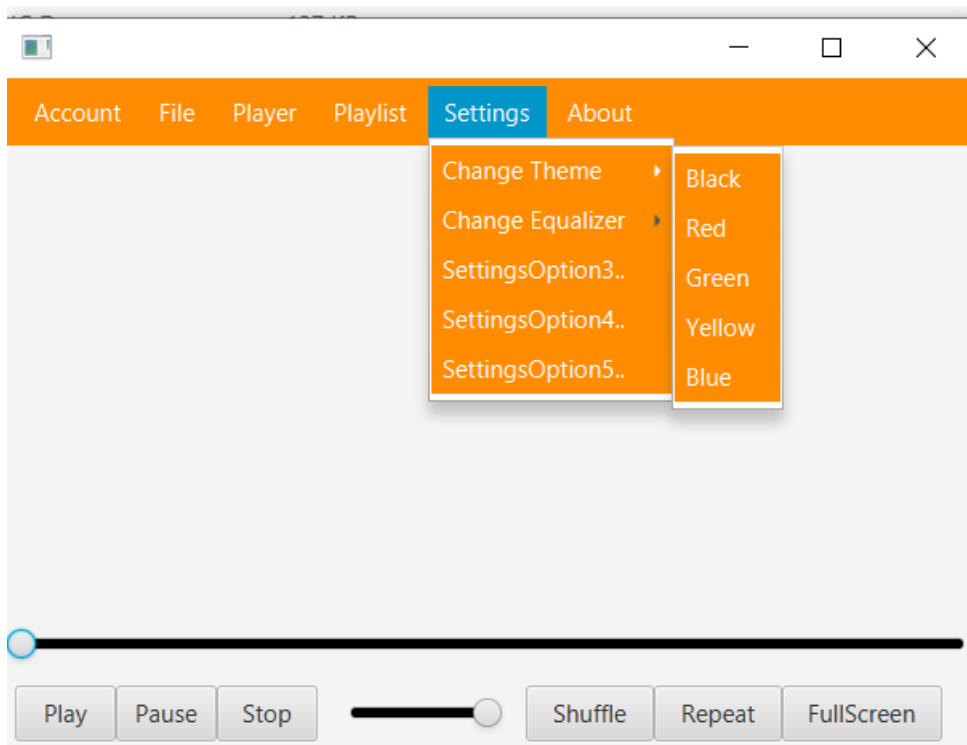 Account File Player Playlist Settings About
Change Theme
Change Equalizer
SettingsOption3..
SettingsOption4..
SettingsOption5..
Black
Red
Green
Yellow
Blue
Play Pause Stop Shuffle Repeat FullScreen